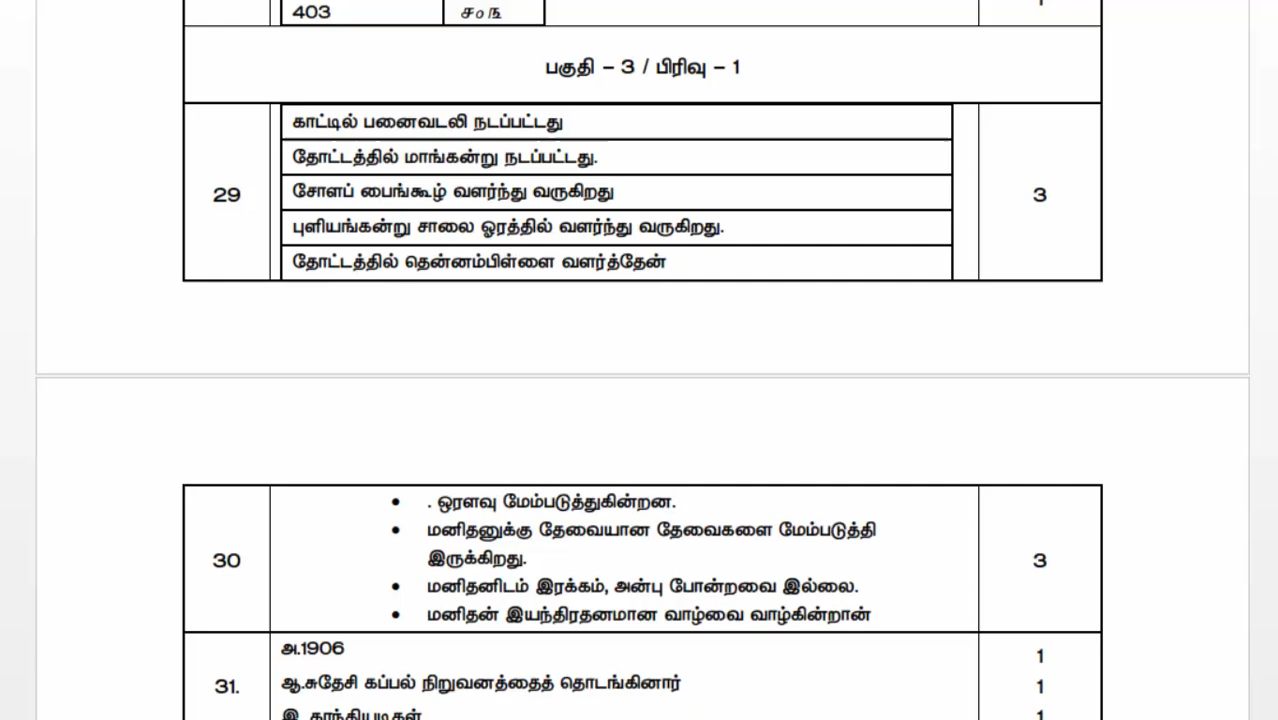 403 ௪௦௩
பகுதி – 3 / பிரிவு – 1
காட்டில் பனைவடலி நடப்பட்டது
தோட்டத்தில் மாங்கன்று நடப்பட்டது.
29 சோளப் பைங்கூழ் வளர்ந்து வருகிறது 3
புளியங்கன்று சாலை ஓரத்தில் வளர்ந்து வருகிறது.
தோட்டத்தில் தென்னம்பிள்ளை வளர்த்தேன்
• . ஓரளவு மேம்படுத்துகின்றன.
• மனிதனுக்கு தேவையான தேவைகளை மேம்படுத்தி
30 இருக்கிறது. 3
• மனிதனிடம் இரக்கம், அன்பு போன்றவை இல்லை.
• மனிதன் இயந்திரதனமான வாழ்வை வாழ்கின்றான்
அ.1906 1
31. ஆ.சுதேசி கப்பல் நிறுவனத்தைத் தொடங்கினார் 1
இ. காந்தியடிகள் 1